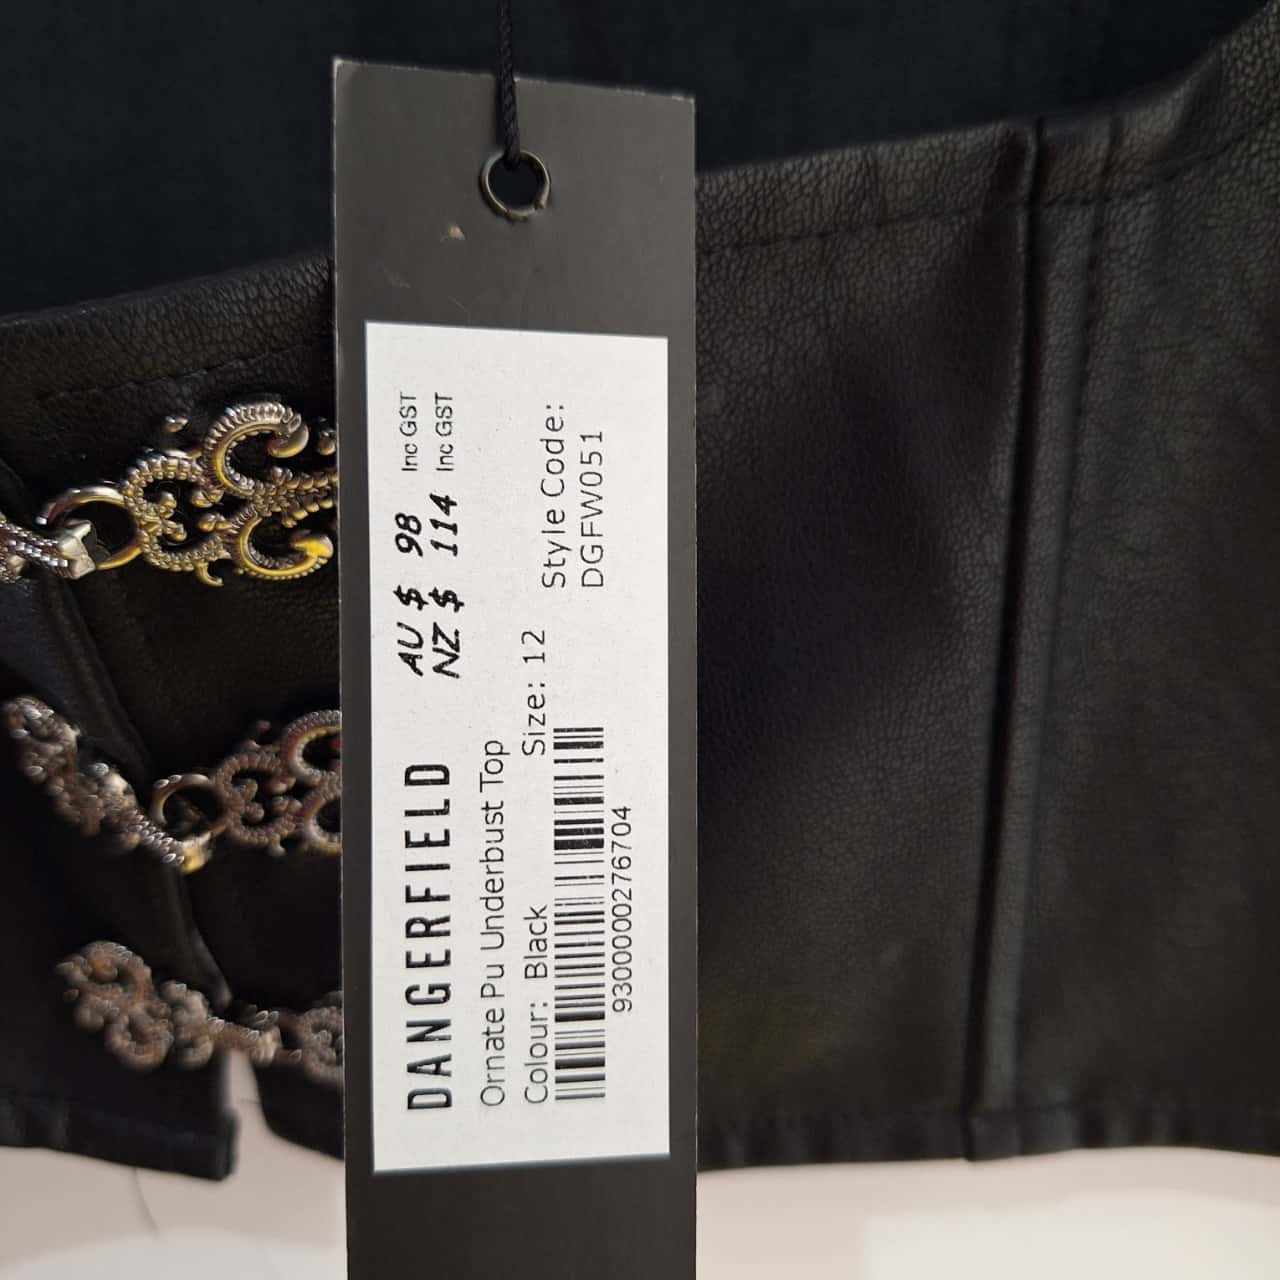 DANGERFIELD
AU $ 98 Inc GST
NZ $ 114 Inc GST
Ornate Pu Underbust Top
Colour: Black Size: 12 Style Code:
DGFW051
9300000276704